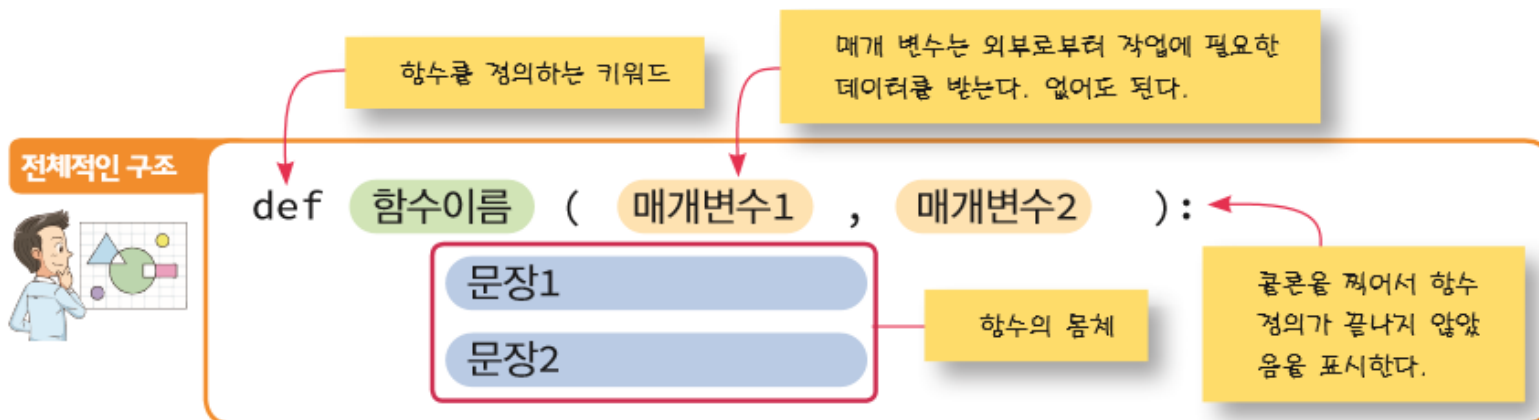 함수를 정의하는 키워드
매개 변수는 외부로부터 작업에 필요한
데이터를 받는다. 없어도 된다.
전체적인 구조
def 함수이름 ( 매개변수1 , 매개변수2 ):
문장1
문장2
함수의 몸체
콜론을 찍어서 함수
정의가 끝나지 않았
음을 표시한다.